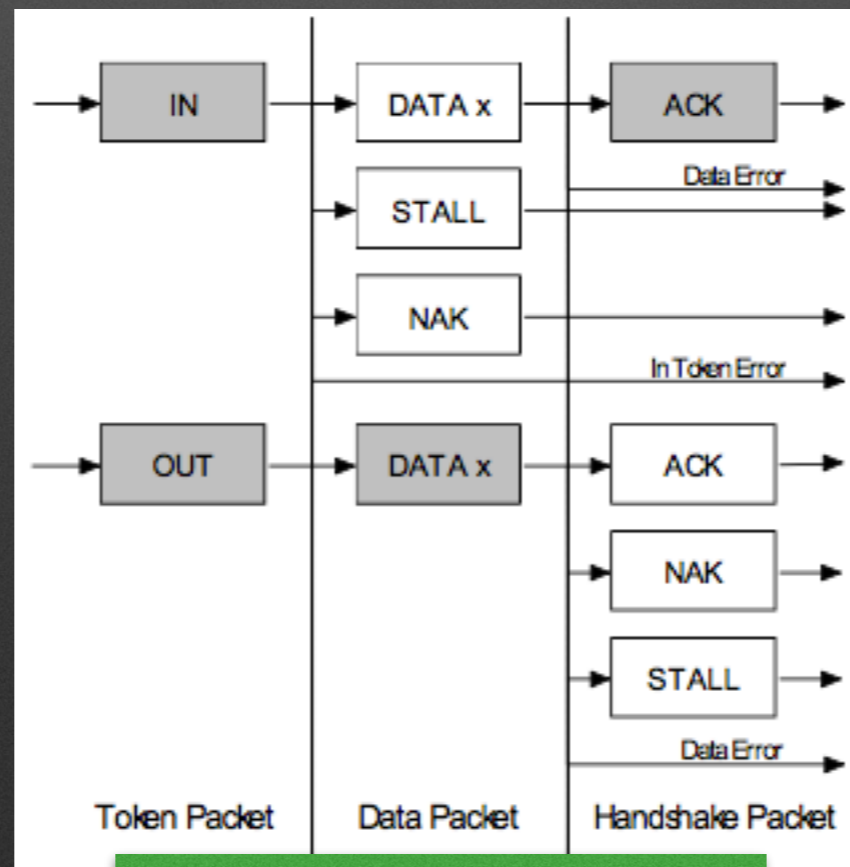 IN DATA x ACK
Data Error
STALL
NAK
In Token Error
OUT DATA x ACK
NAK
STALL
Data Error
Token Packet Data Packet Handshake Packet